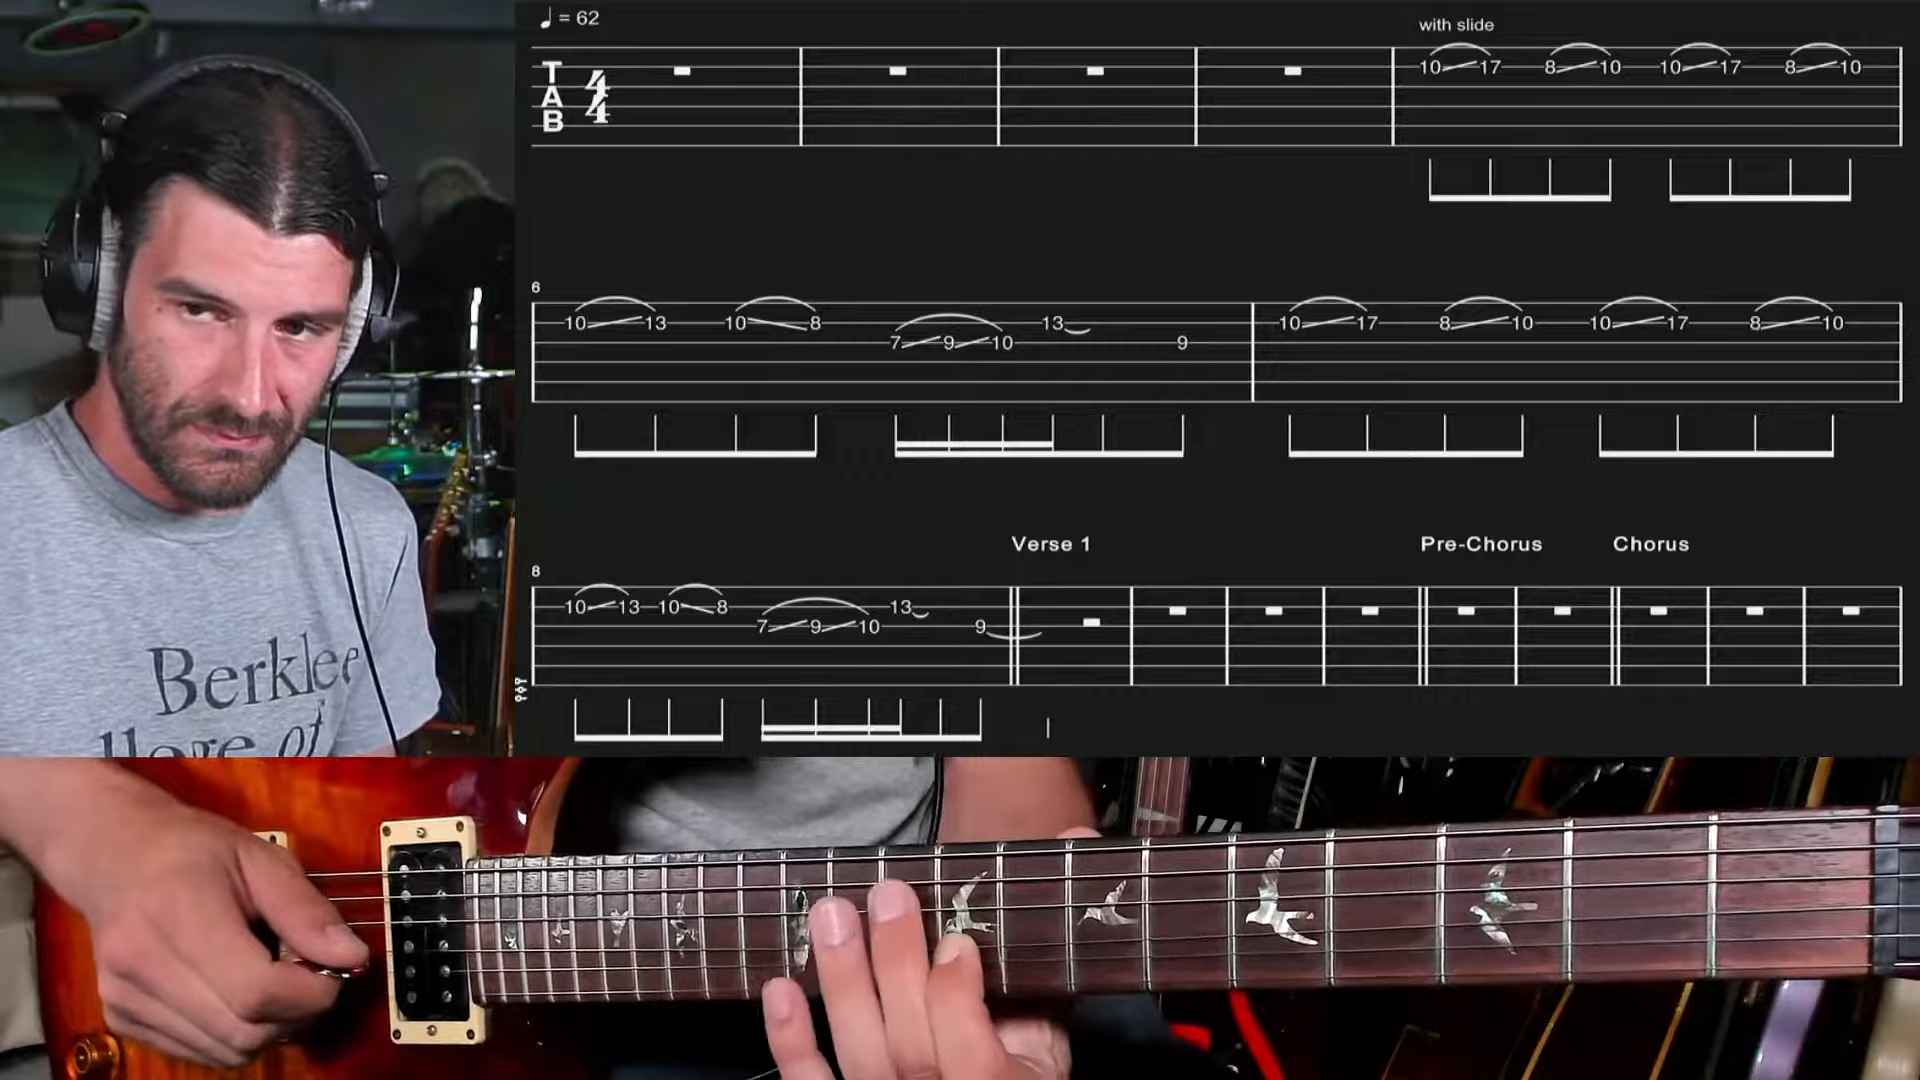 ♩ = 62
with slide
T
A
B
4
4
10 17 8 10 10 17 8 10
6
10 13 10 8 7 9 10 13 9 10 17 8 10 10 17 8 10
Verse 1 Pre-Chorus Chorus
8
10 13 10 8 7 9 10 13 9
Berklee